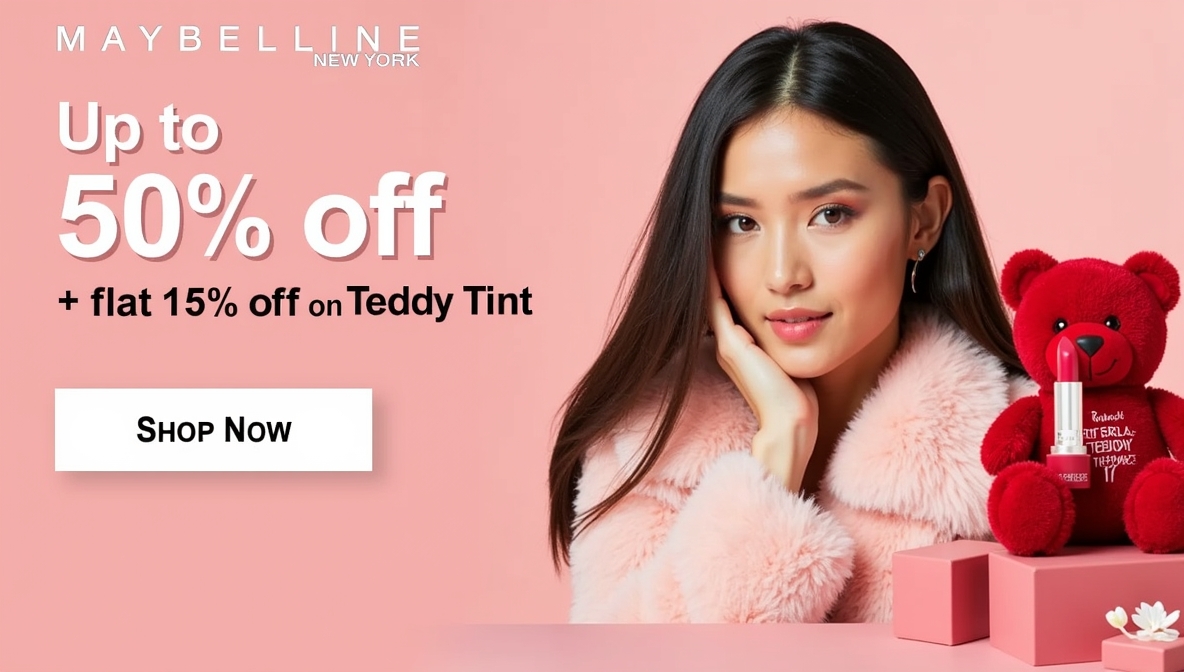 MAYBELLINE
NEW YORK
Up to
50% off
+ flat 15% off on Teddy Tint
Shop Now